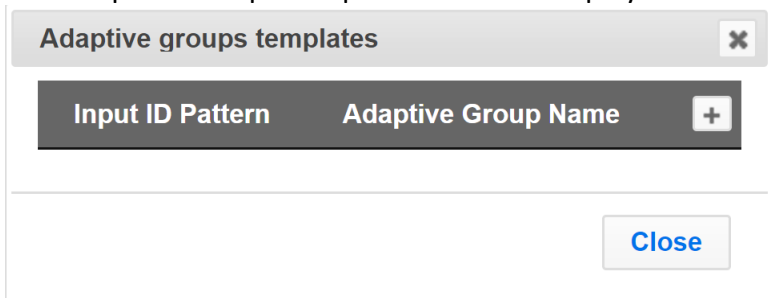 Adaptive groups templates
Input ID Pattern Adaptive Group Name +
Close